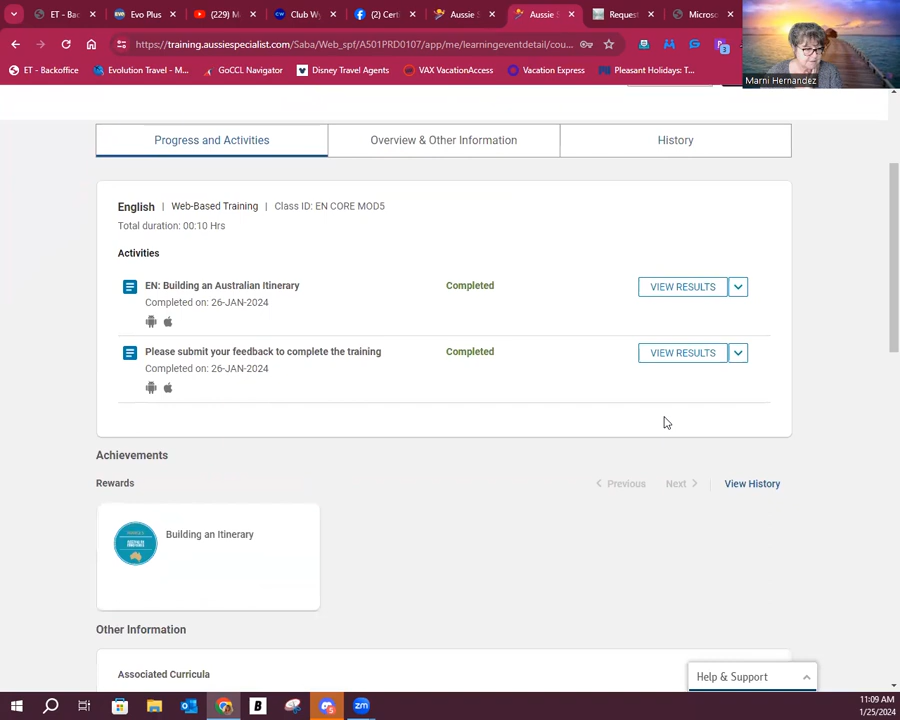 ET - Bac
Evo Plus
(229) M
Club W
(2) Cert
Aussie S
Aussie
Request
Micros
https://training.aussiespecialist.com/Saba/Web_spf/A501PRD0107/app/me/learningeventdetail/cou...
3
ET - Backoffice
Evolution Travel - M...
GoCCL Navigator
Disney Travel Agents
VAX VacationAccess
Vacation Express
Pleasant Holidays: T...
Marni Hernandez
Progress and Activities
Overview & Other Information
History
English | Web-Based Training | Class ID: EN CORE MOD5
Total duration: 00:10 Hrs
Activities
EN: Building an Australian Itinerary
Completed
VIEW RESULTS
Completed on: 26-JAN-2024
Please submit your feedback to complete the training
Completed
VIEW RESULTS
Completed on: 26-JAN-2024
Achievements
Rewards
Previous
Next
View History
Building an Itinerary
Other Information
Associated Curricula
Help & Support
B
zm
11:09 AM
1/25/2024